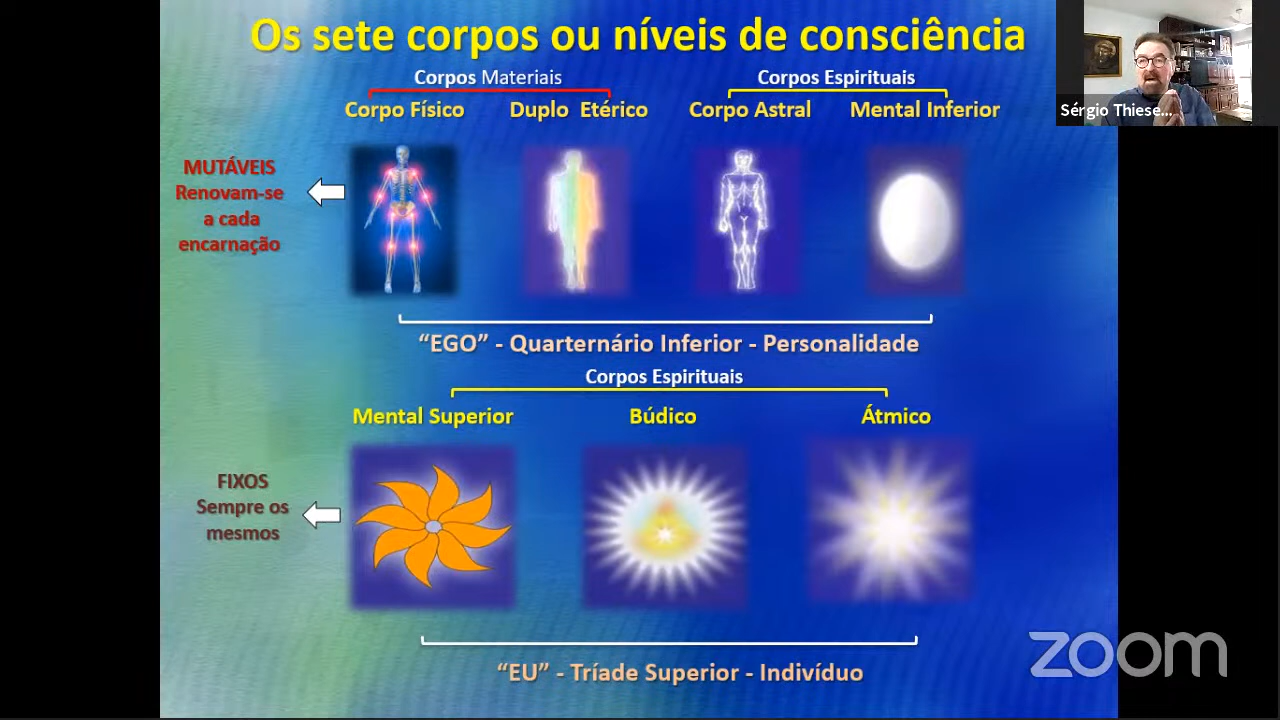 Os sete corpos ou níveis de consciência
Corpos Materiais
Corpos Espirituais
Corpo Físico
Duplo Etérico
Corpo Astral
Mental Inferior
MUTÁVEIS
Renovam-se
a cada
encarnação
“EGO” - Quarternário Inferior - Personalidade
Corpos Espirituais
Mental Superior
Búdico
Átmico
FIXOS
Sempre os
mesmos
“EU” - Tríade Superior - Indivíduo
Sérgio Thiese...
zoom